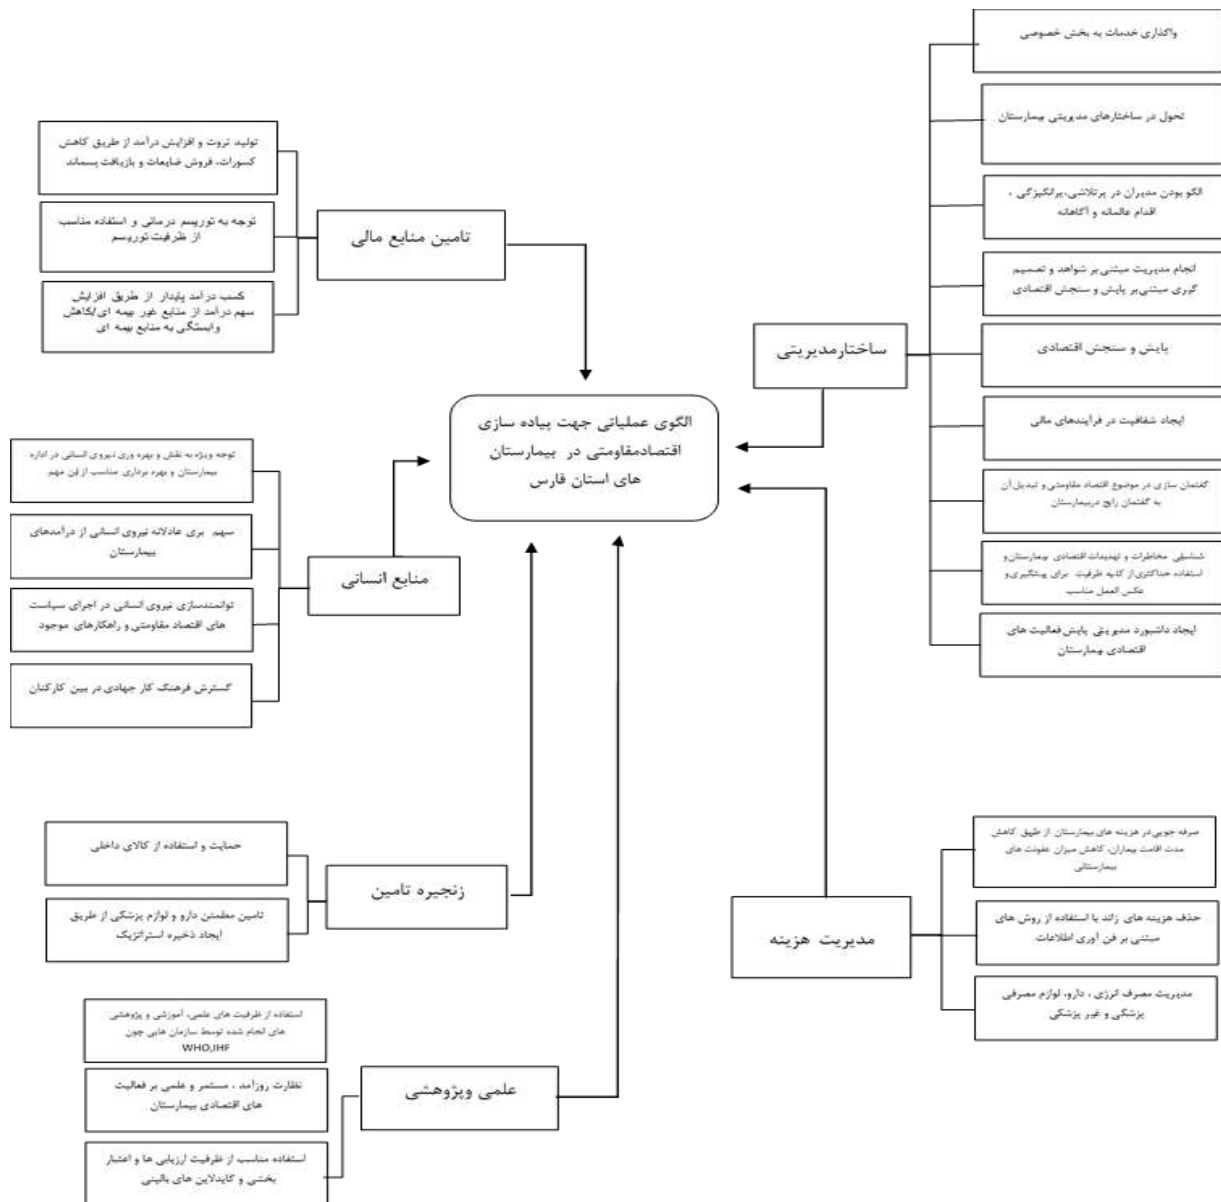 واگذاری خدمات به بخش خصوصی
تحول در ساختارهای مدیریتی بیمارستان
الگو بودن مدیران در پرتلاشی،پرانگیزگی ،
اقدام عالمانه و آگاهانه
انجام مدیریت مبتنی بر شواهد و تصمیم
گیری مبتنی بر پایش و سنجش اقتصادی
پایش و سنجش اقتصادی
ایجاد شفافیت در فرآیندهای مالی
گفتمان سازی در موضوع اقتصاد مقاومتی و تبدیل آن
به گفتمان رایج دربیمارستان
شناسایی مخاطرات و تهدیدات اقتصادی بیمارستان و
استفاده حداکثری از کلیه ظرفیت برای پیشگیری و
عکس العمل مناسب
ایجاد داشبورد مدیریتی پایش فعالیت های
اقتصادی بیمارستان
ساختارمدیریتی
صرفه جویی در هزینه های بیمارستان از طریق کاهش
مدت اقامت بیماران، کاهش میزان عفونت های
بیمارستانی
حذف هزینه های زائد با استفاده از روش های
مبتنی بر فن آوری اطلاعات
مدیریت مصرف انرژی ، دارو، لوازم مصرفی
پزشکی و غیر پزشکی
مدیریت هزینه
الگوی عملیاتی جهت پیاده سازی
اقتصادمقاومتی در بیمارستان
های استان فارس
تامین منابع مالی
تولید ثروت و افزایش درآمد از طریق کاهش
کسورات، فروش ضایعات و بازیافت پسماند
توجه به توریسم درمانی و استفاده مناسب
از ظرفیت توریسم
کسب درآمد پایدار از طریق افزایش
سهم درآمد از منابع غیر بیمه ای/کاهش
وابستگی به منابع بیمه ای
منابع انسانی
توجه ویژه به نقش و بهره وری نیروی انسانی در اداره
بیمارستان و بهره برداری مناسب از این مهم
سهم بری عادلانه نیروی انسانی از درآمدهای
بیمارستان
توانمندسازی نیروی انسانی در اجرای سیاست
های اقتصاد مقاومتی و راهکارهای موجود
گسترش فرهنگ کار جهادی در بین کارکنان
زنجیره تامین
حمایت و استفاده از کالای داخلی
تامین مطمئن دارو و لوازم پزشکی از طریق
ایجاد ذخیره استراتژیک
علمی وپژوهشی
استفاده از ظرفیت های علمی، آموزشی و پژوهشی
های انجام شده توسط سازمان هایی چون
WHO,IHF
نظارت روزآمد ، مستمر و علمی بر فعالیت
های اقتصادی بیمارستان
استفاده مناسب از ظرفیت ارزیابی ها و اعتبار
بخشی و گایدلاین های بالینی